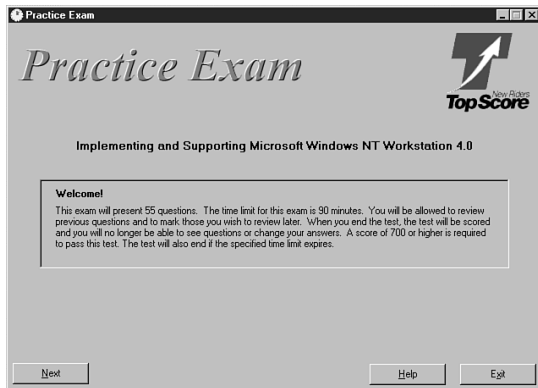 Practice Exam
Practice Exam
New Riders
TopScore
Implementing and Supporting Microsoft Windows NT Workstation 4.0
Welcome!
This exam will present 55 questions. The time limit for this exam is 90 minutes. You will be allowed to review
previous questions and to mark those you wish to review later. When you end the test, the test will be scored
and you will no longer be able to see questions or change your answers. A score of 700 or higher is required
to pass this test. The test will also end if the specified time limit expires.
Next
Help
Exit